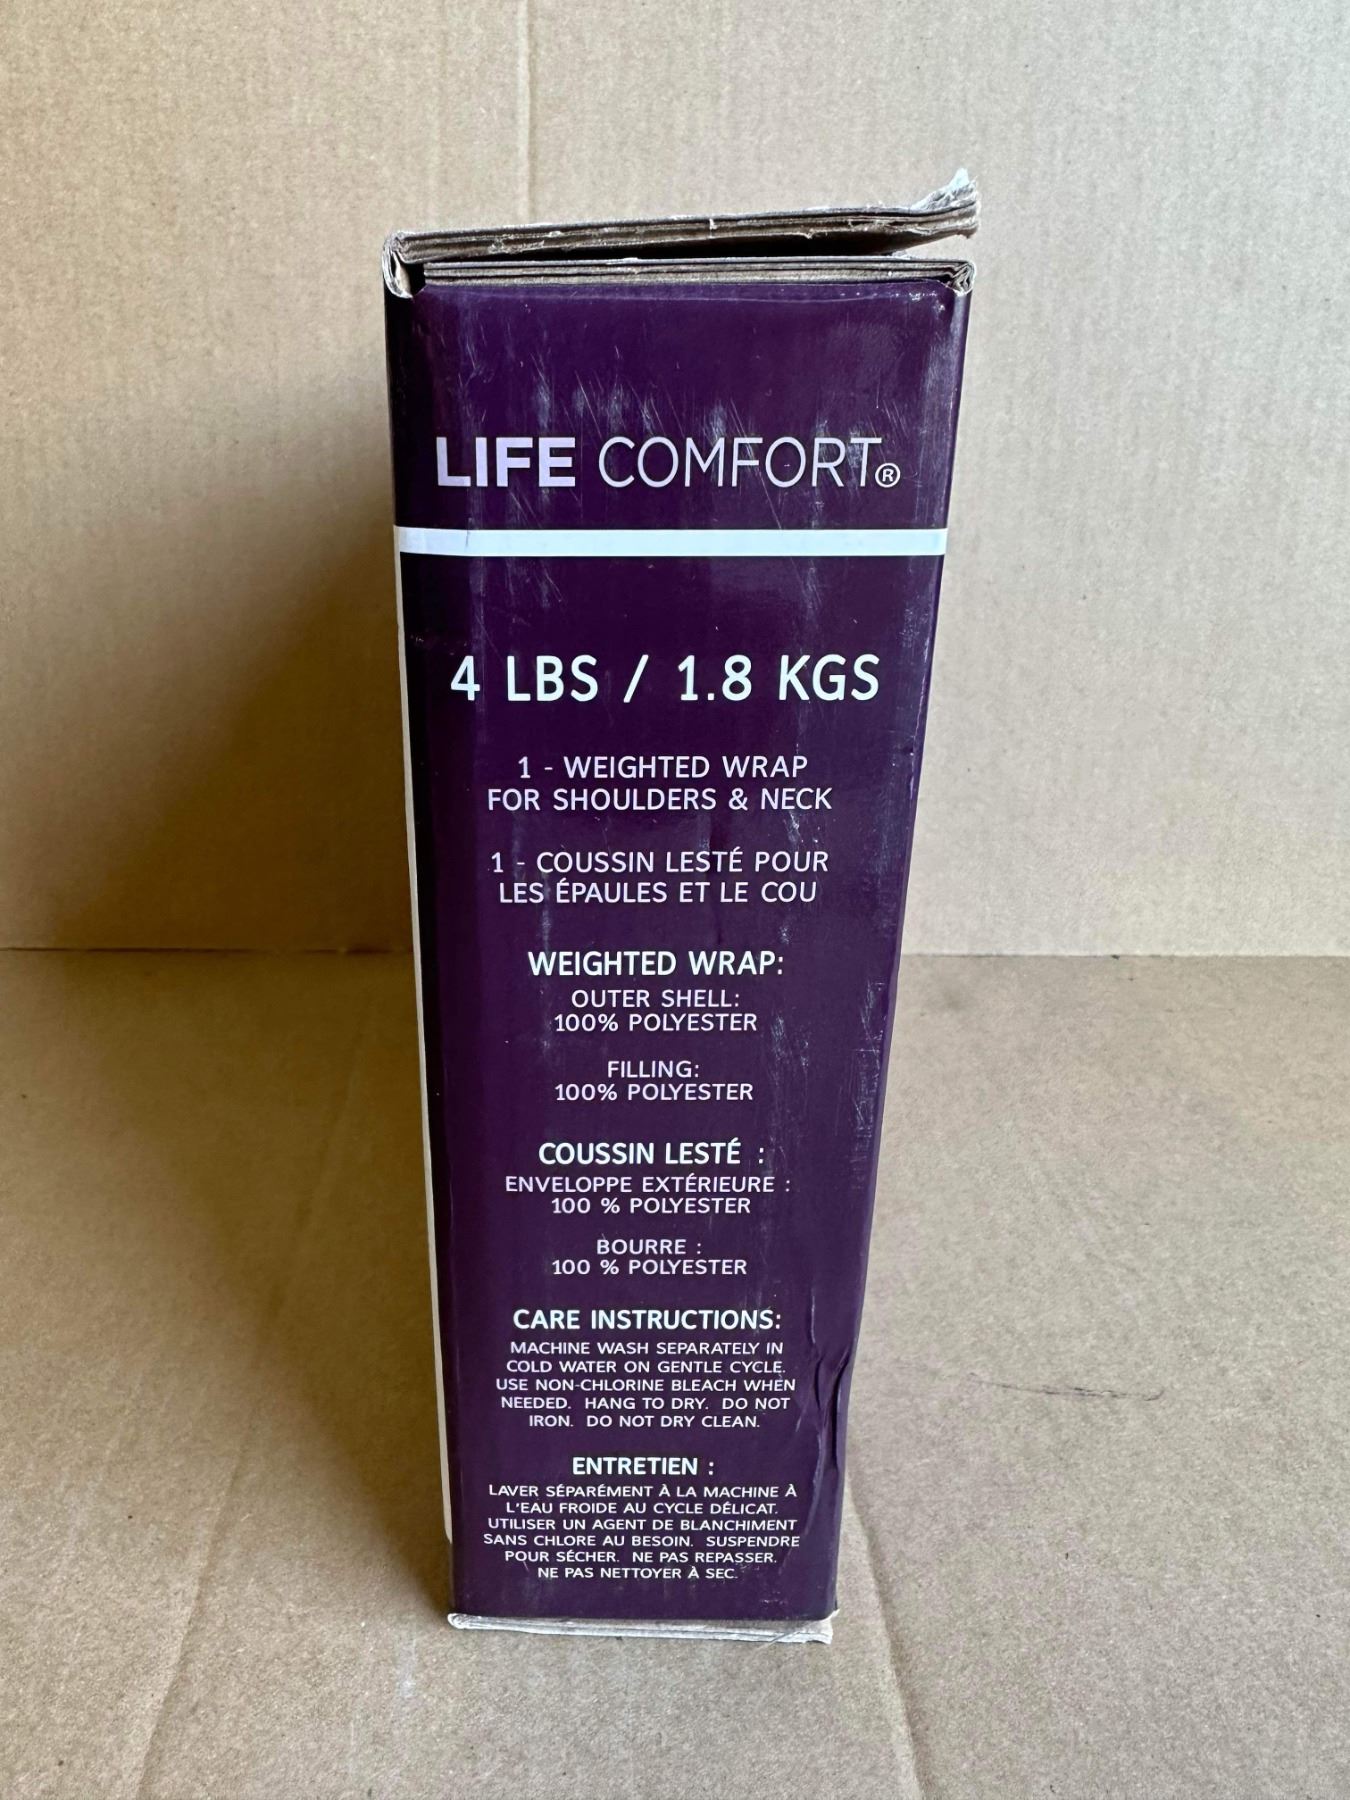 LIFE COMFORT®
4 LBS / 1.8 KGS
1 - WEIGHTED WRAP
FOR SHOULDERS & NECK
1 - COUSSIN LESTÉ POUR
LES ÉPAULES ET LE COU
WEIGHTED WRAP:
OUTER SHELL:
100% POLYESTER
FILLING:
100% POLYESTER
COUSSIN LESTÉ :
ENVELOPPE EXTÉRIEURE :
100 % POLYESTER
BOURRE :
100 % POLYESTER
CARE INSTRUCTIONS:
MACHINE WASH SEPARATELY IN
COLD WATER ON GENTLE CYCLE.
USE NON-CHLORINE BLEACH WHEN
NEEDED. HANG TO DRY. DO NOT
IRON. DO NOT DRY CLEAN.
ENTRETIEN :
LAVER SÉPARÉMENT À LA MACHINE À
L'EAU FROIDE AU CYCLE DÉLICAT.
UTILISER UN AGENT DE BLANCHIMENT
SANS CHLORE AU BESOIN. SUSPENDRE
POUR SÉCHER. NE PAS REPASSER.
NE PAS NETTOYER À SEC.